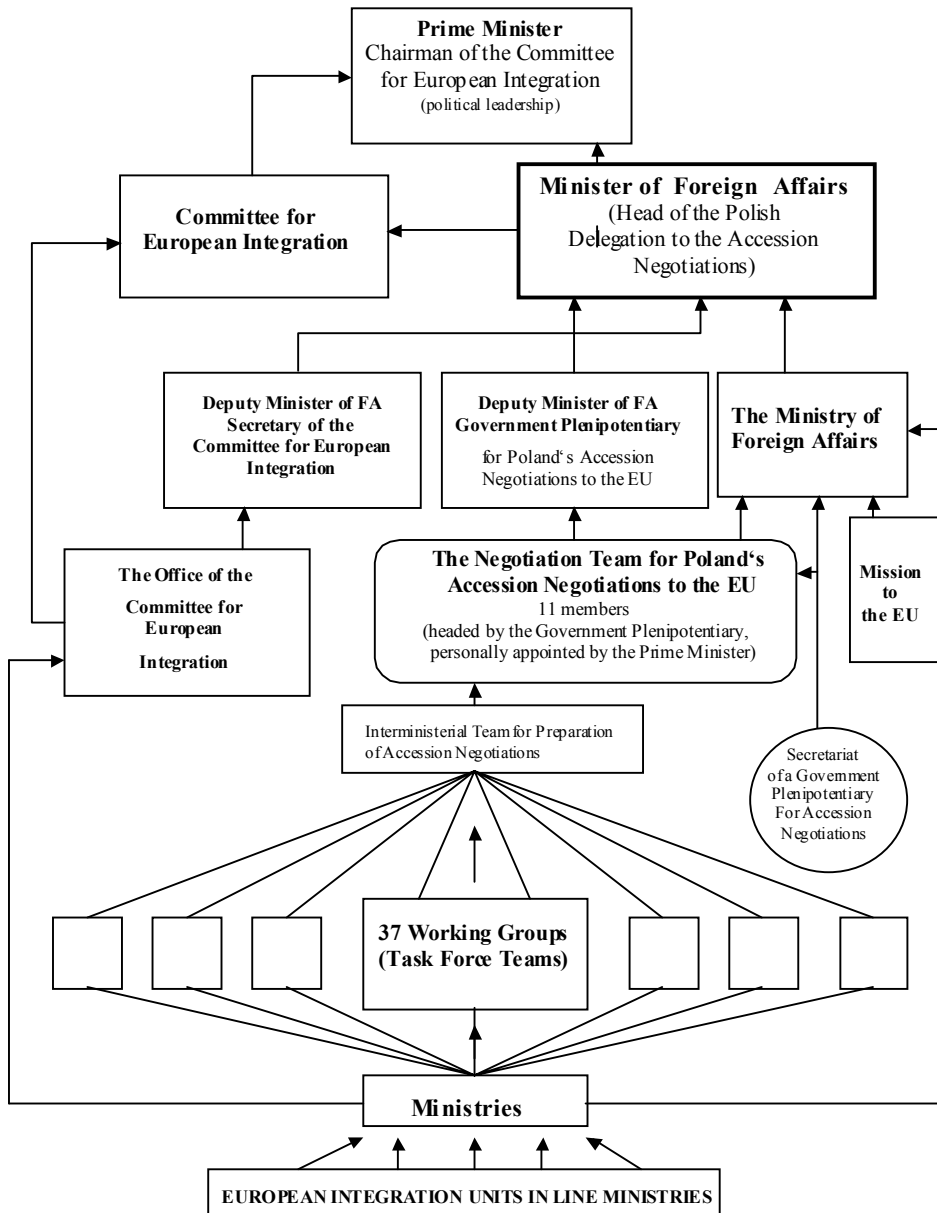 Prime Minister
Chairman of the Committee
for European Integration
(political leadership)
Minister of Foreign Affairs
(Head of the Polish
Delegation to the Accession
Negotiations)
Committee for
European Integration
Deputy Minister of FA
Secretary of the
Committee for European
Integration
Deputy Minister of FA
Government Plenipotentiary
for Poland‘s Accession
Negotiations to the EU
The Ministry of
Foreign Affairs
The Office of the
Committee for
European
Integration
The Negotiation Team for Poland‘s
Accession Negotiations to the EU
11 members
(headed by the Government Plenipotentiary,
personally appointed by the Prime Minister)
Mission
to
the EU
Interministerial Team for Preparation
of Accession Negotiations
Secretariat
of a Government
Plenipotentiary
For Accession
Negotiations
37 Working Groups
(Task Force Teams)
Ministries
EUROPEAN INTEGRATION UNITS IN LINE MINISTRIES